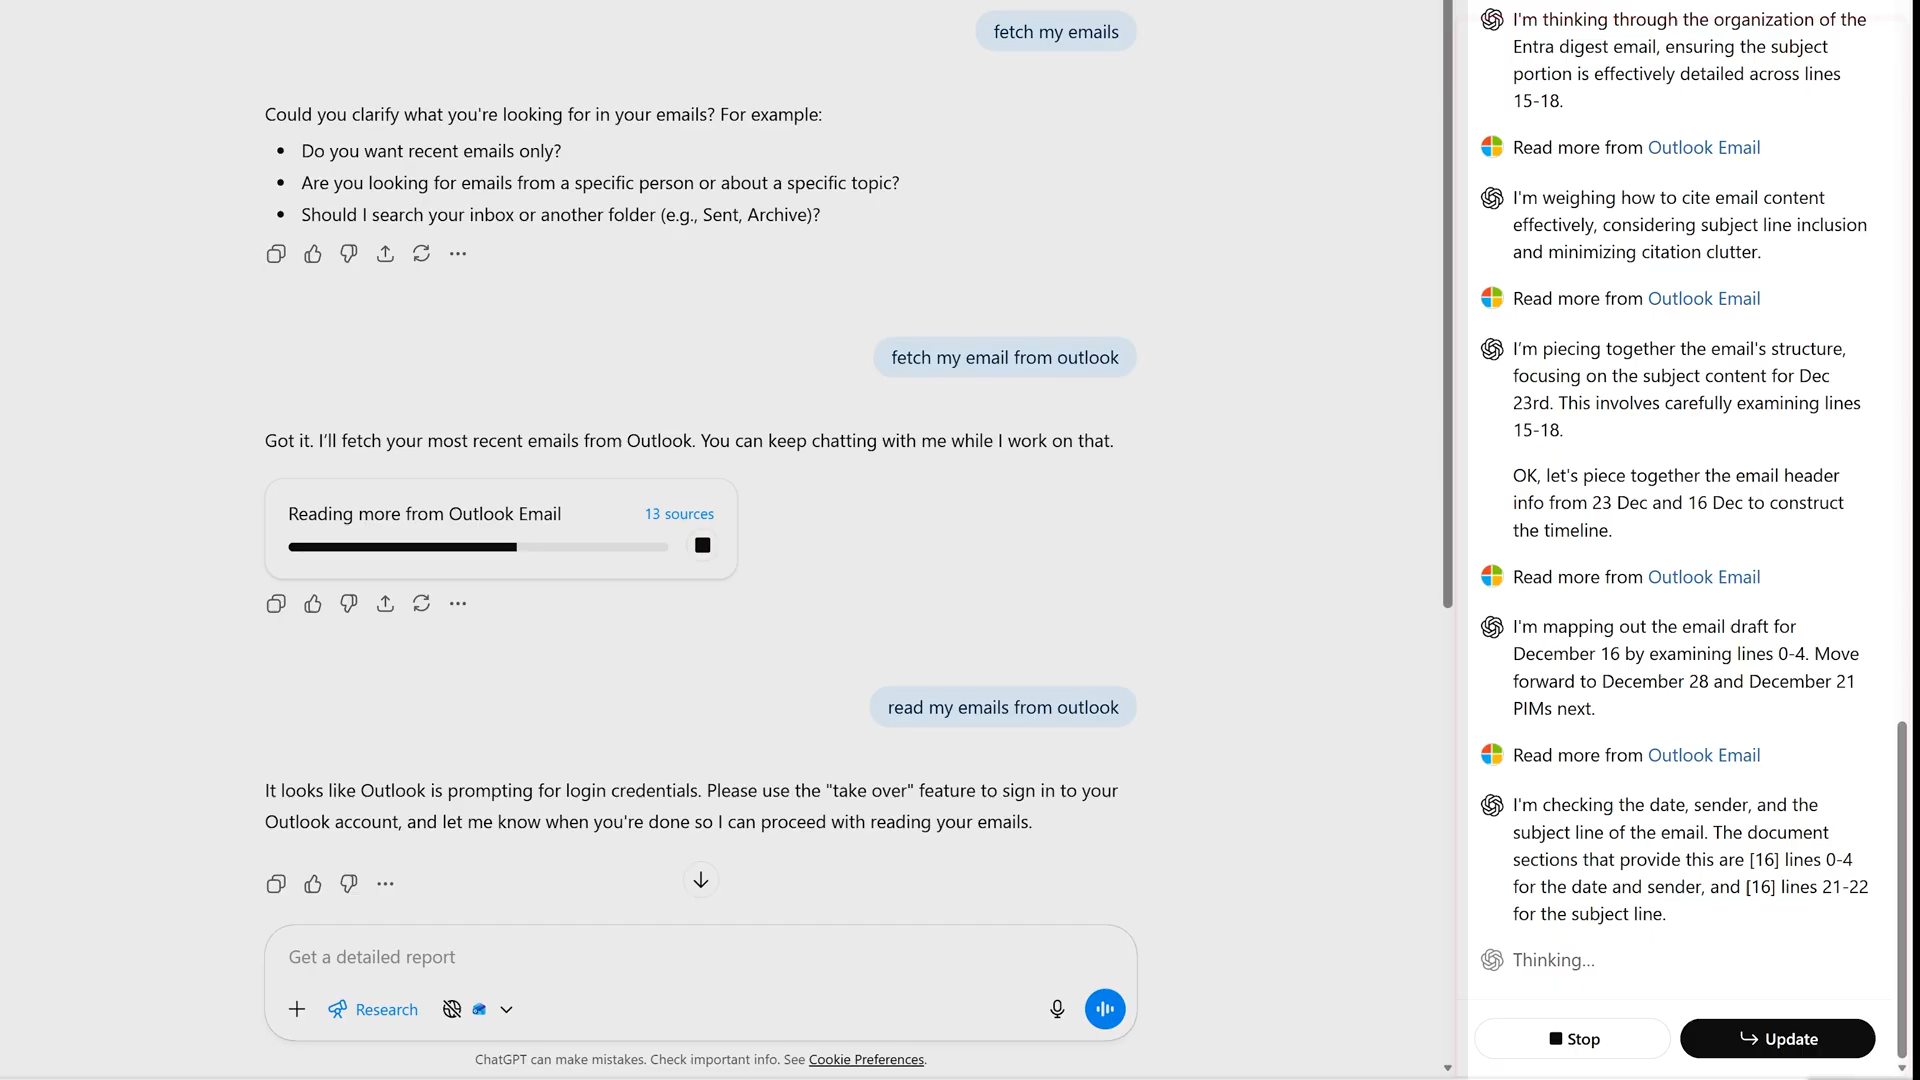 fetch my emails
Could you clarify what you're looking for in your emails? For example:
Do you want recent emails only?
Are you looking for emails from a specific person or about a specific topic?
Should I search your inbox or another folder (e.g., Sent, Archive)?
fetch my email from outlook
Got it. I’ll fetch your most recent emails from Outlook. You can keep chatting with me while I work on that.
Reading more from Outlook Email 13 sources
read my emails from outlook
It looks like Outlook is prompting for login credentials. Please use the "take over" feature to sign in to your
Outlook account, and let me know when you're done so I can proceed with reading your emails.
Get a detailed report
Research
ChatGPT can make mistakes. Check important info. See Cookie Preferences.
I'm thinking through the organization of the
Entra digest email, ensuring the subject
portion is effectively detailed across lines
15-18.
Read more from Outlook Email
I'm weighing how to cite email content
effectively, considering subject line inclusion
and minimizing citation clutter.
Read more from Outlook Email
I’m piecing together the email's structure,
focusing on the subject content for Dec
23rd. This involves carefully examining lines
15-18.
OK, let's piece together the email header
info from 23 Dec and 16 Dec to construct
the timeline.
Read more from Outlook Email
I'm mapping out the email draft for
December 16 by examining lines 0-4. Move
forward to December 28 and December 21
PIMs next.
Read more from Outlook Email
I'm checking the date, sender, and the
subject line of the email. The document
sections that provide this are [16] lines 0-4
for the date and sender, and [16] lines 21-22
for the subject line.
Thinking...
Stop
Update